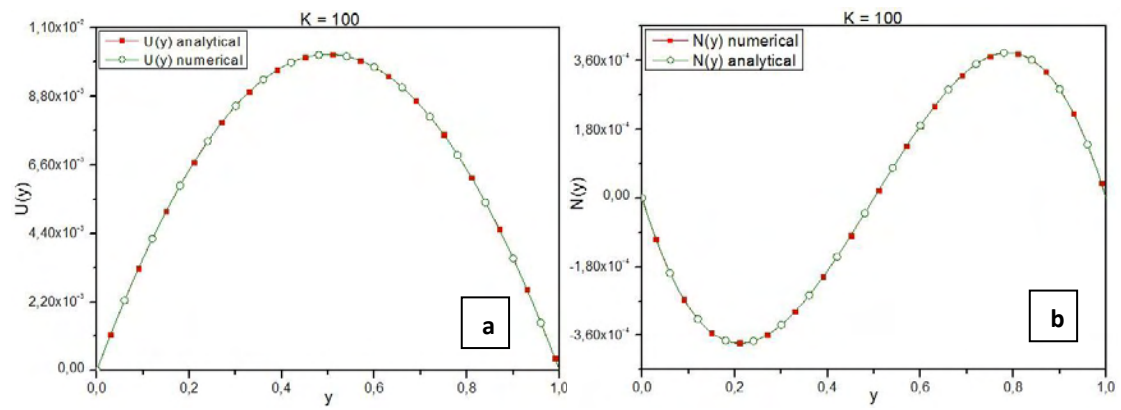 K = 100
1,10x10⁻²
8,80x10⁻³
6,60x10⁻³
4,40x10⁻³
2,20x10⁻³
0,00
U(y)
U(y) analytical
U(y) numerical
a
0,0 0,2 0,4 0,6 0,8 1,0
y
K = 100
3,60x10⁻⁴
1,80x10⁻⁴
0,00
-1,80x10⁻⁴
-3,60x10⁻⁴
N(y)
N(y) numerical
N(y) analytical
b
0,0 0,2 0,4 0,6 0,8 1,0
y